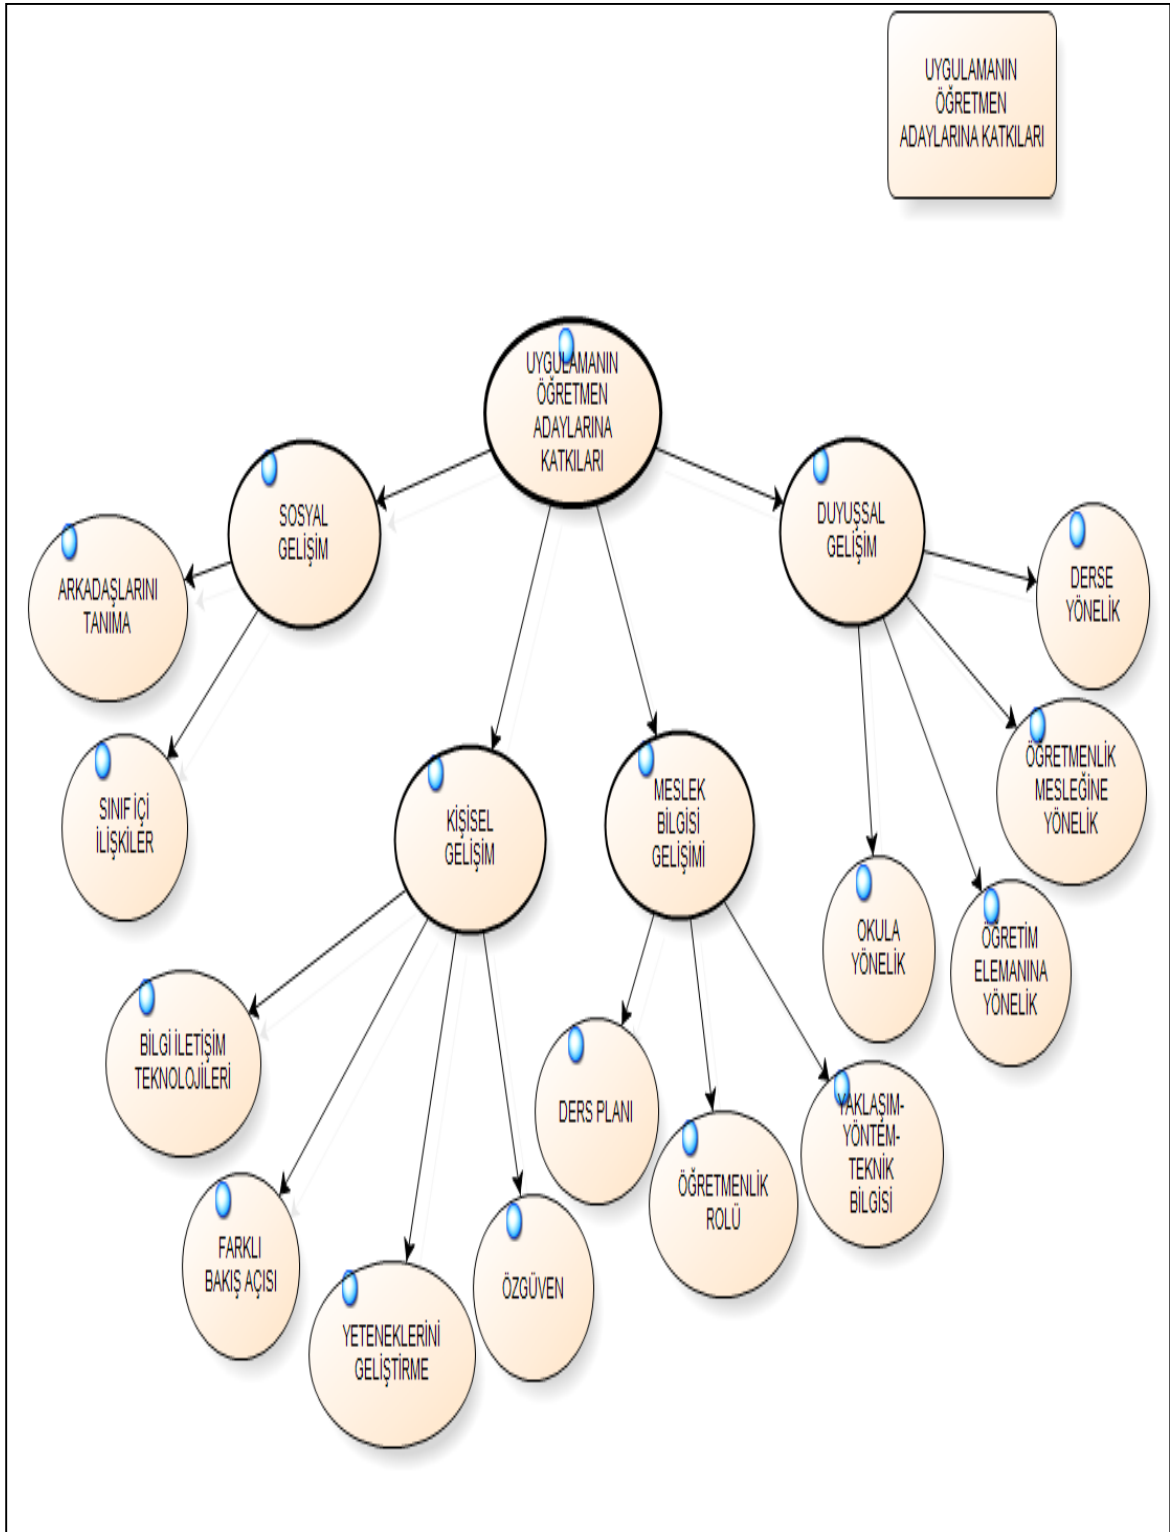 UYGULAMANIN
ÖĞRETMEN
ADAYLARINA KATKILARI
UYGULAMANIN
ÖĞRETMEN
ADAYLARINA
KATKILARI
SOSYAL
GELİŞİM
DUYUŞSAL
GELİŞİM
ARKADAŞLARINI
TANIMA
DERSE
YÖNELİK
SINIF İÇİ
İLİŞKİLER
KİŞİSEL
GELİŞİM
MESLEK
BİLGİSİ
GELİŞİMİ
ÖĞRETMENLİK
MESLEĞİNE
YÖNELİK
OKULA
YÖNELİK
ÖĞRETİM
ELEMANINA
YÖNELİK
BİLGİ İLETİŞİM
TEKNOLOJİLERİ
DERS PLANI
YAKLAŞIM-
YÖNTEM-
TEKNİK
BİLGİSİ
FARKLI
BAKIŞ AÇISI
ÖĞRETMENLİK
ROLÜ
YETENEKLERİNİ
GELİŞTİRME
ÖZGÜVEN